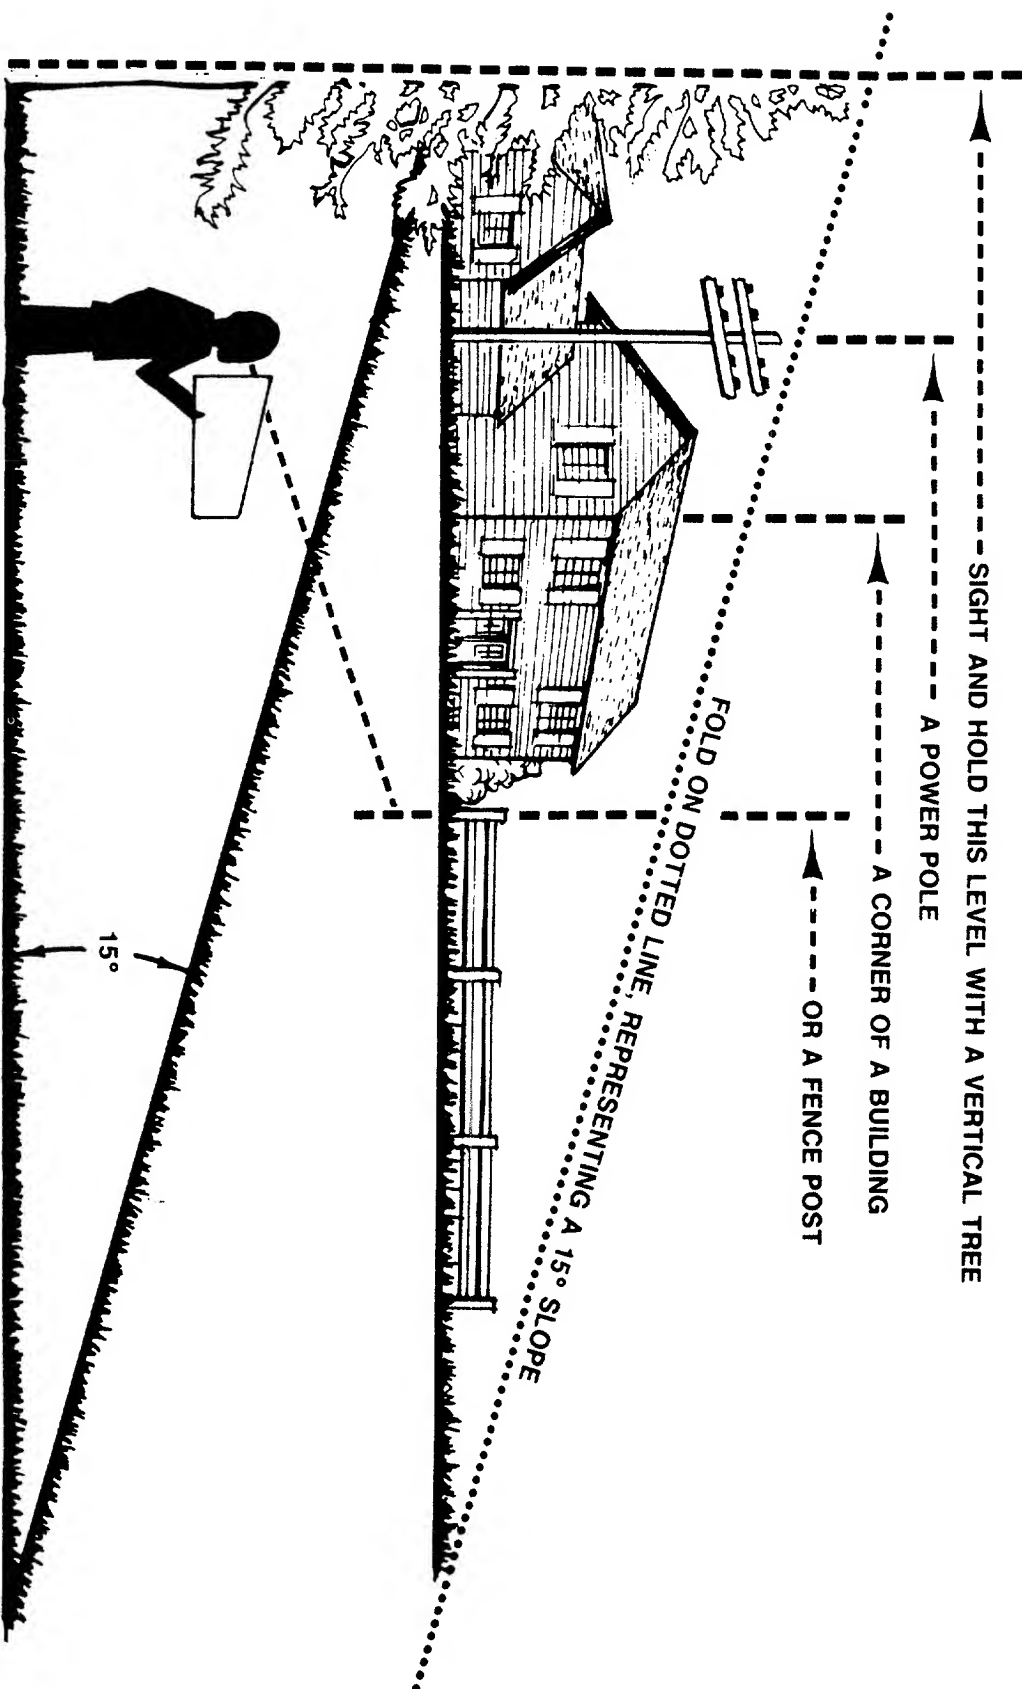 SIGHT AND HOLD THIS LEVEL WITH A VERTICAL TREE
A POWER POLE
A CORNER OF A BUILDING
OR A FENCE POST
FOLD ON DOTTED LINE, REPRESENTING A 15° SLOPE
15°